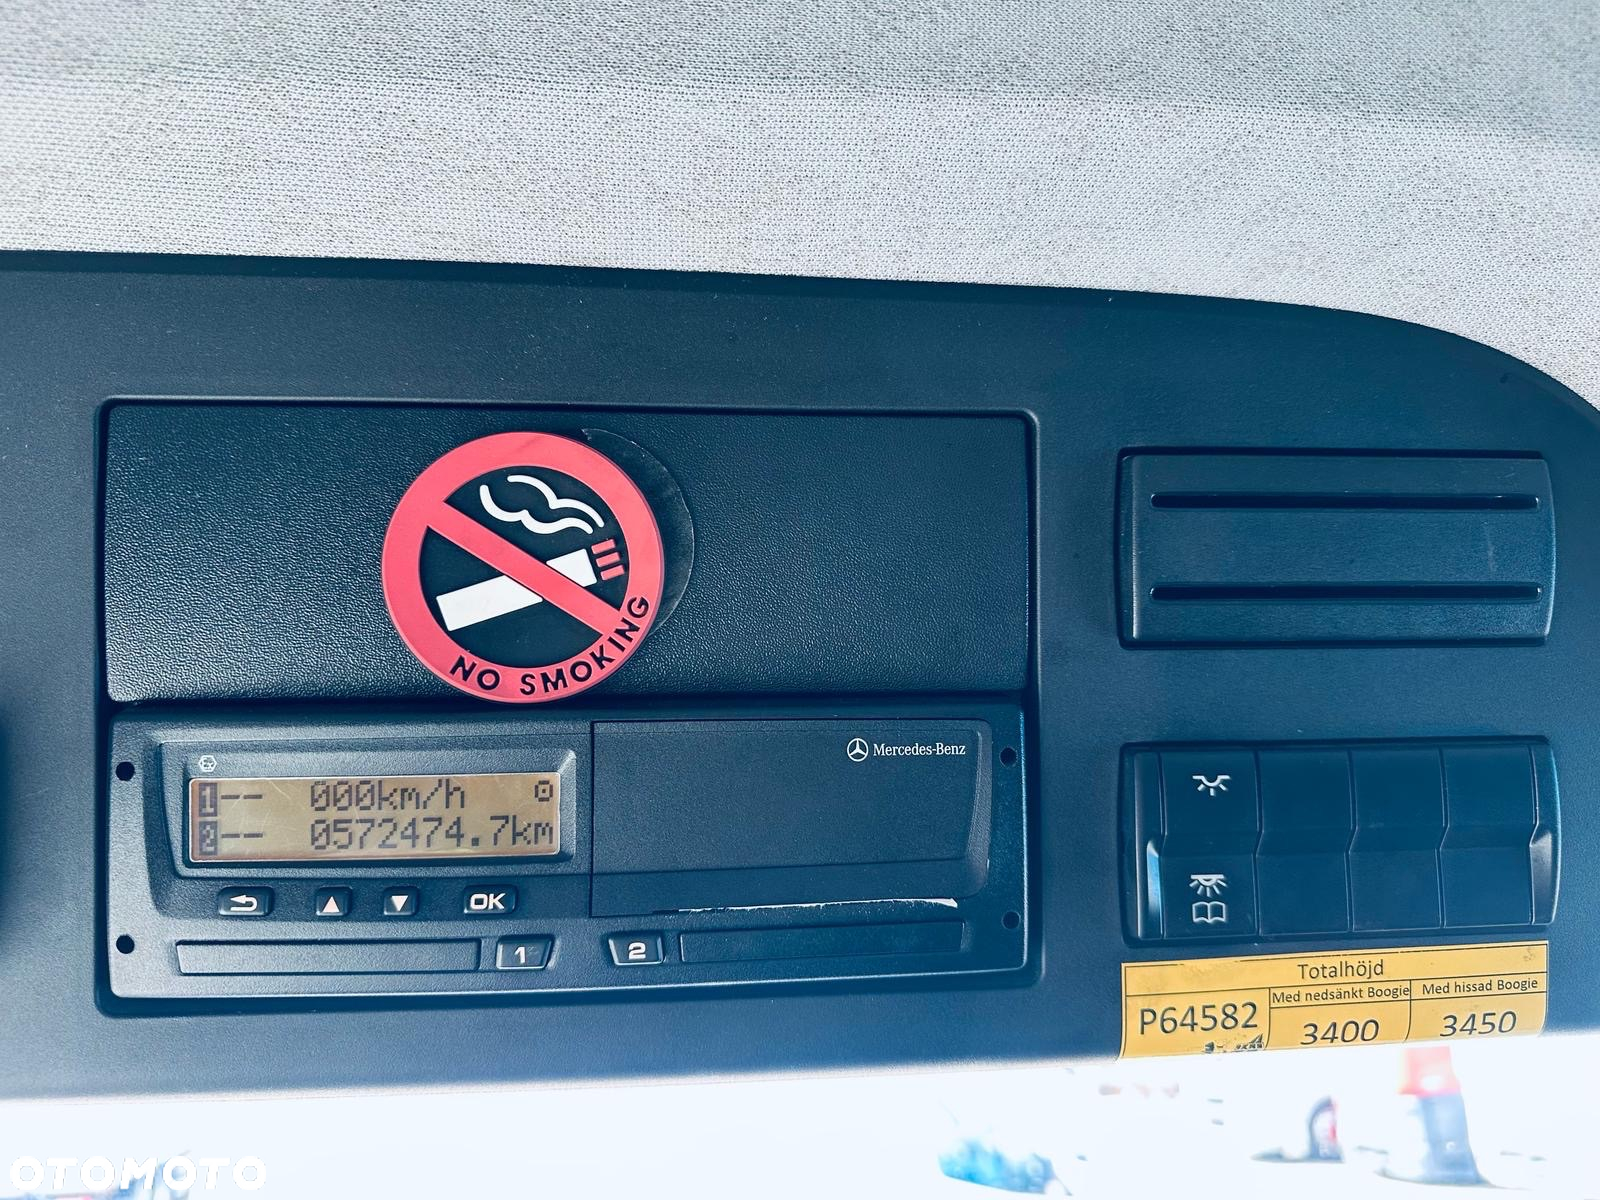 NO SMOKING
Mercedes-Benz
1-- 000km/h
2-- 0572474.7km
OK
1
2
Totalhöjd
P64582
Med nedsänkt Boogie
Med hissad Boogie
3400
3450
OTOMOTO